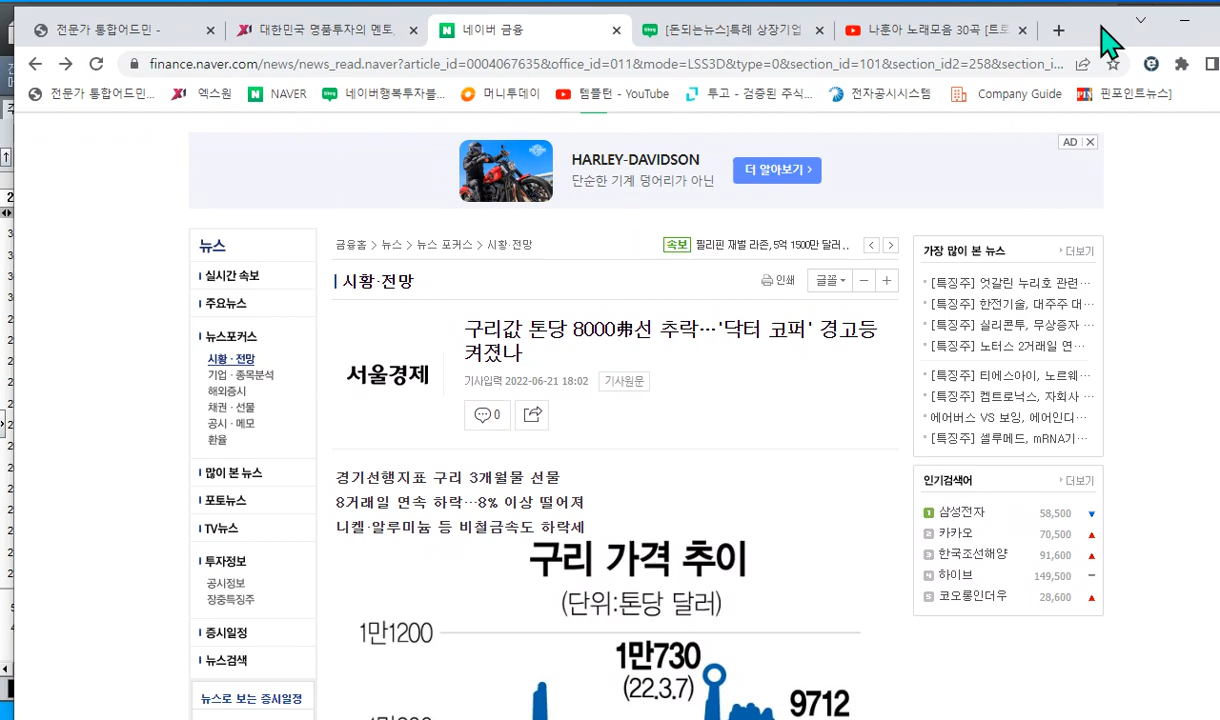 전문가 통합어드민 -
대한민국 명품투자의 멘토,
네이버 금융
[돈되는뉴스]특례 상장기업
나훈아 노래모음 30곡 [트로
finance.naver.com/news/news_read.naver?article_id=0004067635&office_id=011&mode=LSS3D&type=0&section_id=101&section_id2=258&section_i...
전문가 통합어드민...
엑스원
NAVER
네이버행복투자블...
머니투데이
템플턴 - YouTube
투고 - 검증된 주식...
전자공시시스템
Company Guide
핀포인트뉴스]
HARLEY-DAVIDSON
단순한 기계 덩어리가 아닌
더 알아보기 >
AD
뉴스
실시간 속보
주요뉴스
뉴스포커스
시황·전망
기업·종목분석
해외증시
채권·선물
공시·메모
환율
많이 본 뉴스
포토뉴스
TV뉴스
투자정보
공시정보
장중특징주
증시일정
뉴스검색
뉴스로 보는 증시일정
금융홈 > 뉴스 > 뉴스 포커스 > 시황·전망
속보 필리핀 재벌 라존, 5억 1500만 달러..
시황·전망
인쇄
글꼴
구리값 톤당 8000弗선 추락…'닥터 코퍼' 경고등
켜졌나
서울경제
기사입력 2022-06-21 18:02
기사원문
0
경기선행지표 구리 3개월물 선물
8거래일 연속 하락…8% 이상 떨어져
니켈·알루미늄 등 비철금속도 하락세
구리 가격 추이
(단위:톤당 달러)
1만1200
1만730
(22.3.7)
9712
가장 많이 본 뉴스
더보기
[특징주] 엇갈린 누리호 관련…
[특징주] 한전기술, 대주주 대…
[특징주] 실리콘투, 무상증자 …
[특징주] 노터스 2거래일 연…
[특징주] 티에스아이, 노르웨…
[특징주] 켐트로닉스, 자회사 …
에어버스 VS 보잉, 에어인디…
[특징주] 셀루메드, mRNA기…
인기검색어
더보기
1 삼성전자 58,500
2 카카오 70,500
3 한국조선해양 91,600
4 하이브 149,500
5 코오롱인더우 28,600